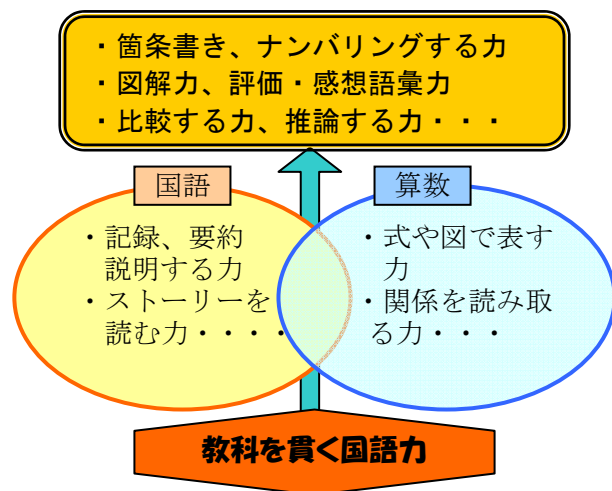 ・箇条書き、ナンバリングする力
・図解力、評価・感想語彙力
・比較する力、推論する力・・・
国語
・記録、要約
説明する力
・ストーリーを
読む力・・・・
算数
・式や図で表す
力
・関係を読み取
る力・・・
教科を貫く国語力